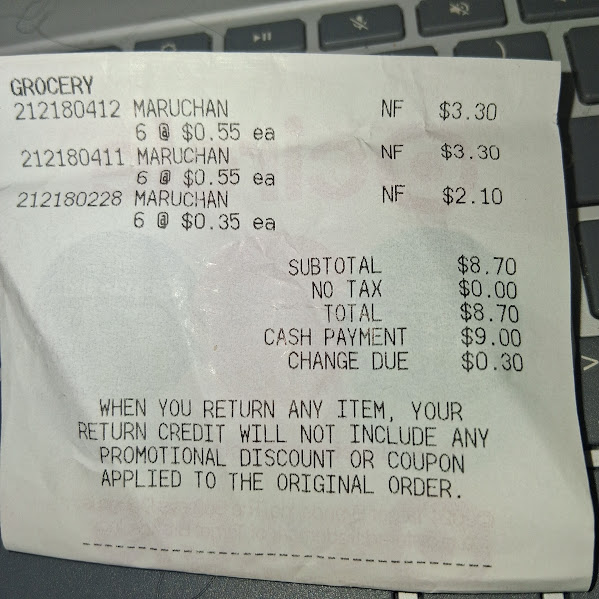 GROCERY
212180412 MARUCHAN NF $3.30
6 @ $0.55 ea
212180411 MARUCHAN NF $3.30
6 @ $0.55 ea
212180228 MARUCHAN NF $2.10
6 @ $0.35 ea
SUBTOTAL $8.70
NO TAX $0.00
TOTAL $8.70
CASH PAYMENT $9.00
CHANGE DUE $0.30
WHEN YOU RETURN ANY ITEM, YOUR
RETURN CREDIT WILL NOT INCLUDE ANY
PROMOTIONAL DISCOUNT OR COUPON
APPLIED TO THE ORIGINAL ORDER.